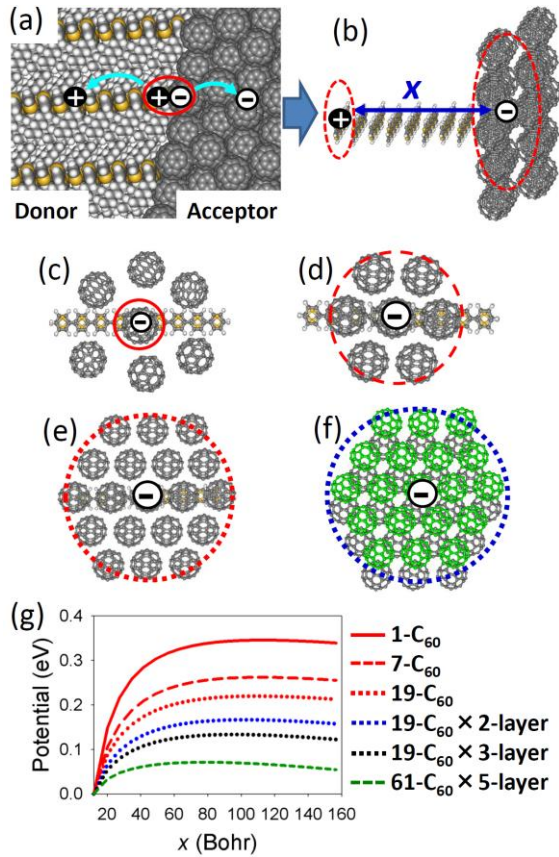 (a)
(b)
+
+ −
−
Donor
Acceptor
+
x
−
(c)
(d)
−
−
(e)
(f)
−
−
(g)
Potential (eV)
0.4
0.3
0.2
0.1
0.0
20 40 60 80 100 120 140 160
x (Bohr)
1-C₆₀
7-C₆₀
19-C₆₀
19-C₆₀ × 2-layer
19-C₆₀ × 3-layer
61-C₆₀ × 5-layer